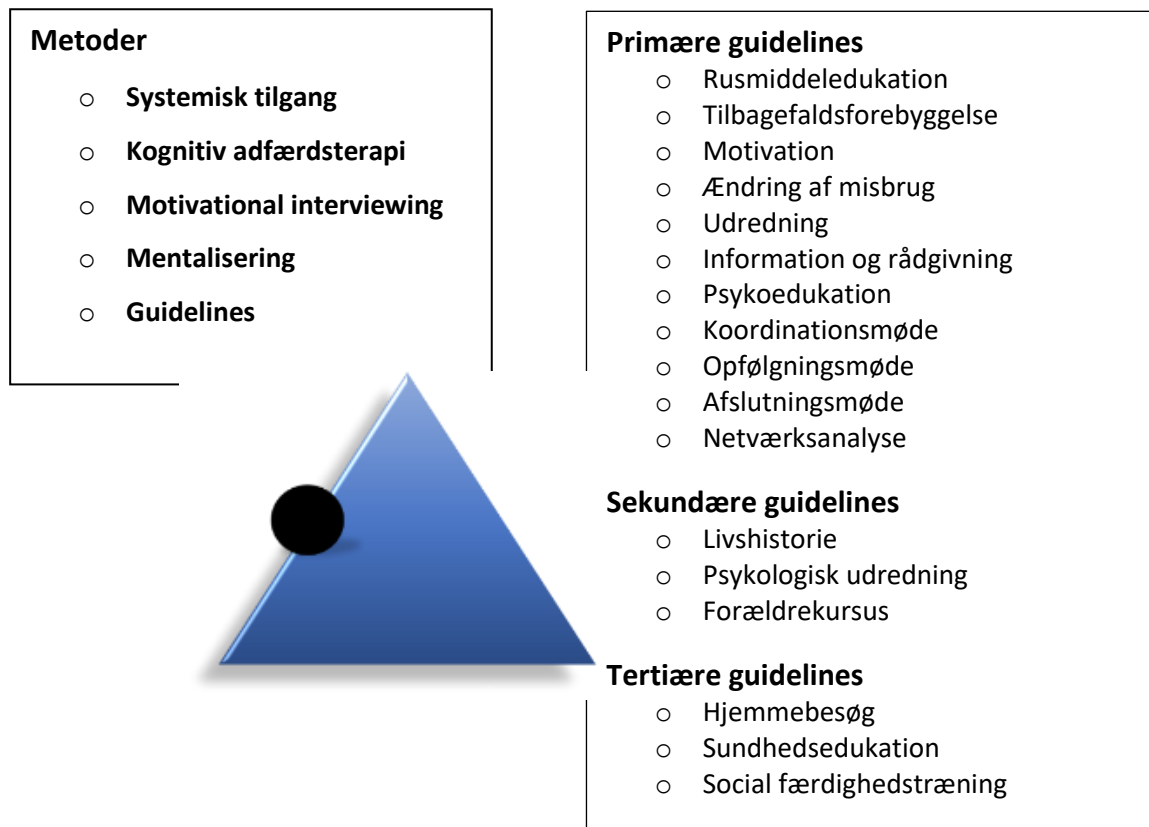 Metoder
o Systemisk tilgang
o Kognitiv adfærdsterapi
o Motivational interviewing
o Mentalisering
o Guidelines
Primære guidelines
o Rusmiddeledukation
o Tilbagefaldsforebyggelse
o Motivation
o Ændring af misbrug
o Udredning
o Information og rådgivning
o Psykoedukation
o Koordinationsmøde
o Opfølgningsmøde
o Afslutningsmøde
o Netværksanalyse
Sekundære guidelines
o Livshistorie
o Psykologisk udredning
o Forældrekursus
Tertiære guidelines
o Hjemmebesøg
o Sundhedsedukation
o Social færdighedstræning